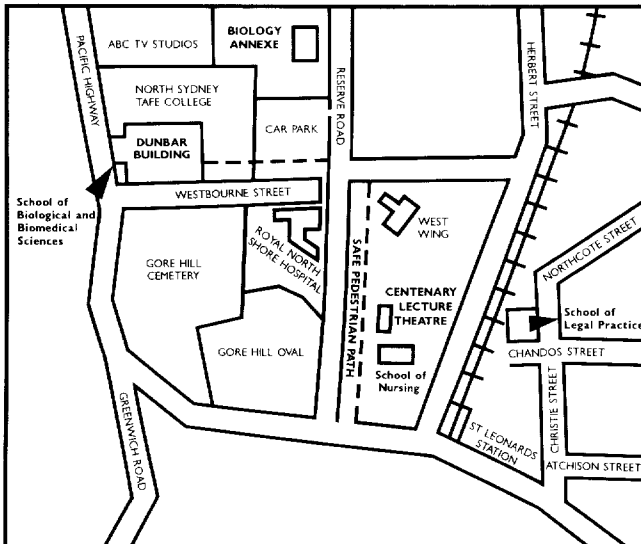 ABC TV STUDIOS
BIOLOGY
ANNEXE
PACIFIC HIGHWAY
NORTH SYDNEY
TAFE COLLEGE
RESERVE ROAD
HERBERT STREET
CAR PARK
DUNBAR
BUILDING
WESTBOURNE STREET
School of
Biological and
Biomedical
Sciences
WEST
WING
ROYAL NORTH
SHORE HOSPITAL
GORE HILL
CEMETERY
SAFE PEDESTRIAN PATH
NORTHCOTE STREET
CENTENARY
LECTURE
THEATRE
School of
Legal Practice
GORE HILL OVAL
CHANDOS STREET
School of
Nursing
CHRISTIE STREET
GREENWICH ROAD
ST LEONARDS
STATION
ATCHISON STREET